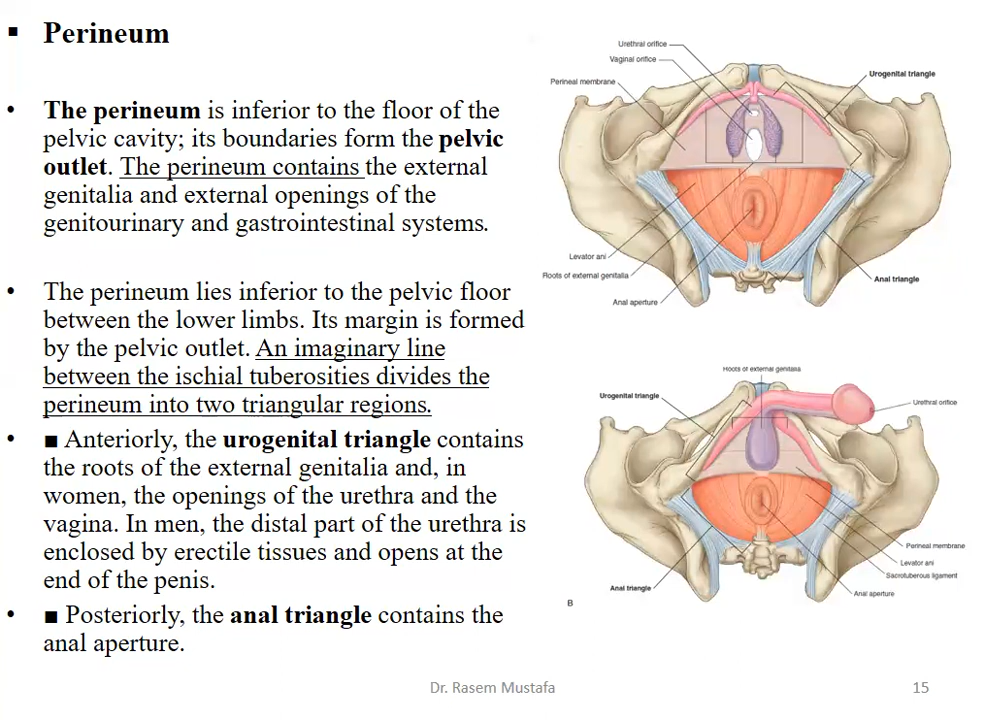 ▪ Perineum
• The perineum is inferior to the floor of the
pelvic cavity; its boundaries form the pelvic
outlet. The perineum contains the external
genitalia and external openings of the
genitourinary and gastrointestinal systems.
• The perineum lies inferior to the pelvic floor
between the lower limbs. Its margin is formed
by the pelvic outlet. An imaginary line
between the ischial tuberosities divides the
perineum into two triangular regions.
• ■ Anteriorly, the urogenital triangle contains
the roots of the external genitalia and, in
women, the openings of the urethra and the
vagina. In men, the distal part of the urethra is
enclosed by erectile tissues and opens at the
end of the penis.
• ■ Posteriorly, the anal triangle contains the
anal aperture.
Urethral orifice
Vaginal orifice
Perineal membrane
Urogenital triangle
Levator ani
Roots of external genitalia
Anal aperture
Anal triangle
Roots of external genitalia
Urogenital triangle
Urethral orifice
Perineal membrane
Levator ani
Sacrotuberous ligament
Anal aperture
Anal triangle
B
Dr. Rasem Mustafa
15